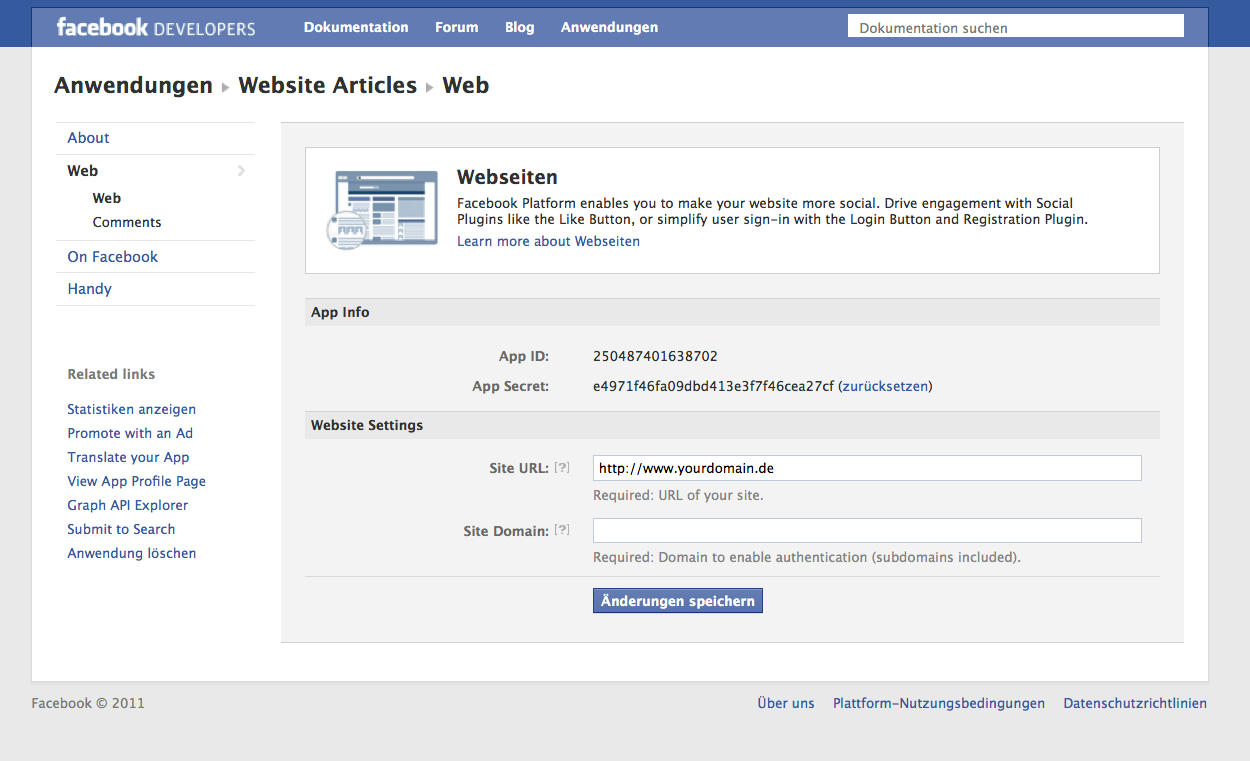 facebook DEVELOPERS Dokumentation Forum Blog Anwendungen Dokumentation suchen
Anwendungen Website Articles Web
About
Web
Web
Comments
On Facebook
Handy
Related links
Statistiken anzeigen
Promote with an Ad
Translate your App
View App Profile Page
Graph API Explorer
Submit to Search
Anwendung löschen
Webseiten
Facebook Platform enables you to make your website more social. Drive engagement with Social
Plugins like the Like Button, or simplify user sign-in with the Login Button and Registration Plugin.
Learn more about Webseiten
App Info
App ID: 250487401638702
App Secret: e4971f46fa09dbd413e3f7f46cea27cf (zurücksetzen)
Website Settings
Site URL: [?] http://www.yourdomain.de
Required: URL of your site.
Site Domain: [?]
Required: Domain to enable authentication (subdomains included).
Änderungen speichern
Facebook © 2011 Über uns Plattform-Nutzungsbedingungen Datenschutzrichtlinien